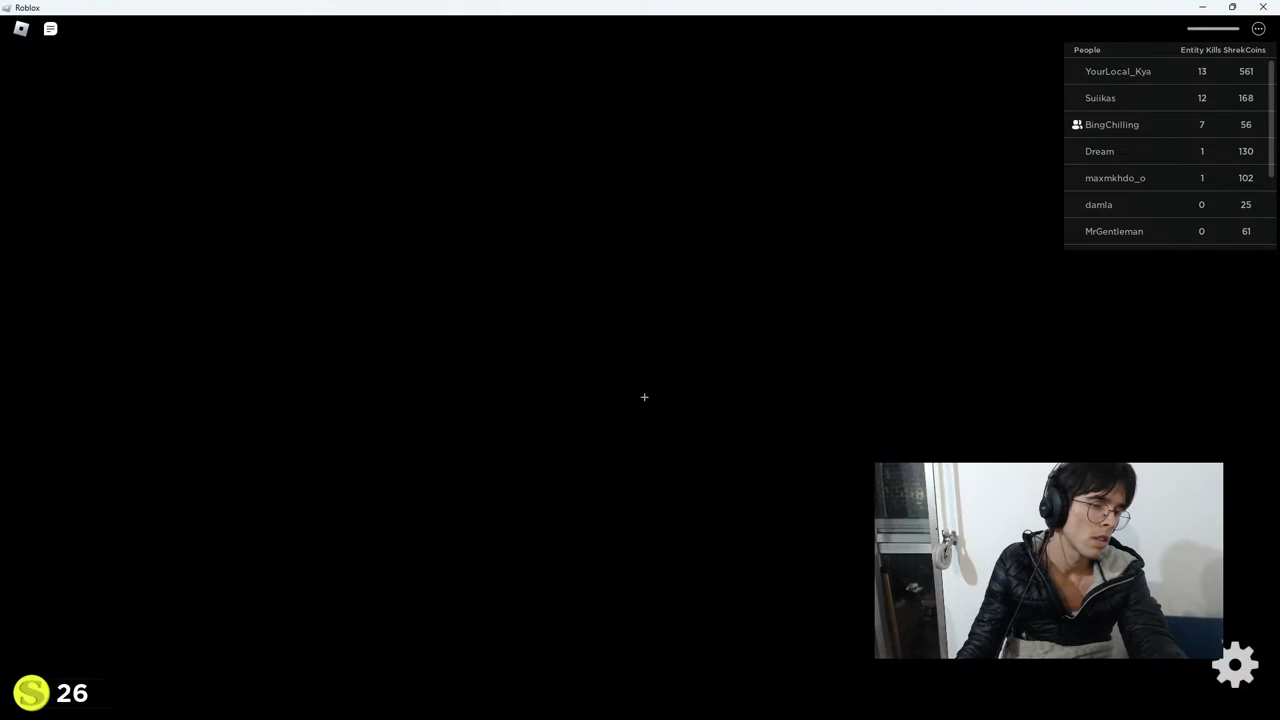 Roblox
People Entity Kills ShrekCoins
YourLocal_Kya 13 561
Suiikas 12 168
BingChilling 7 56
Dream 1 130
maxmkhdo_o 1 102
damla 0 25
MrGentleman 0 61
S 26